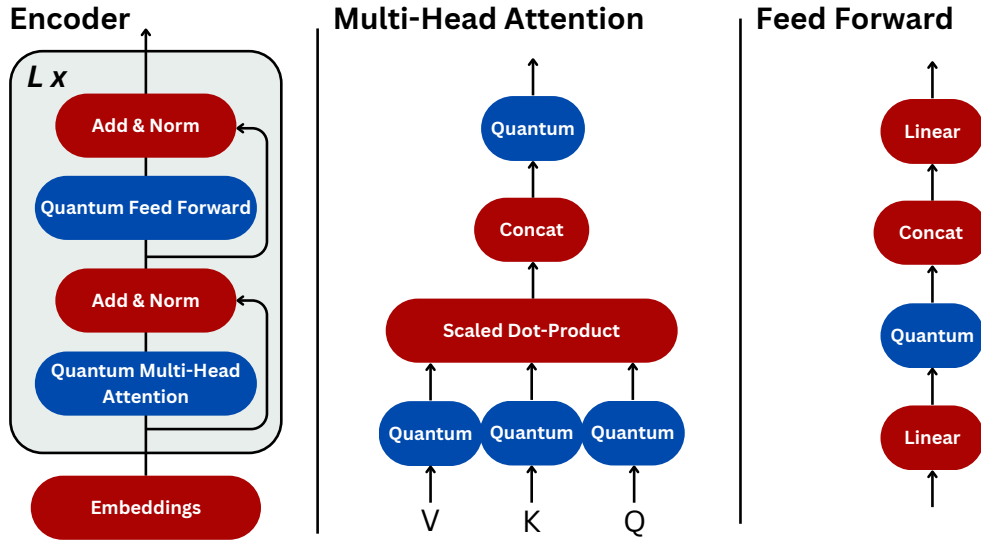 Encoder
L x
Add & Norm
Quantum Feed Forward
Add & Norm
Quantum Multi-Head
Attention
Embeddings
Multi-Head Attention
Quantum
Concat
Scaled Dot-Product
Quantum Quantum Quantum
V K Q
Feed Forward
Linear
Concat
Quantum
Linear